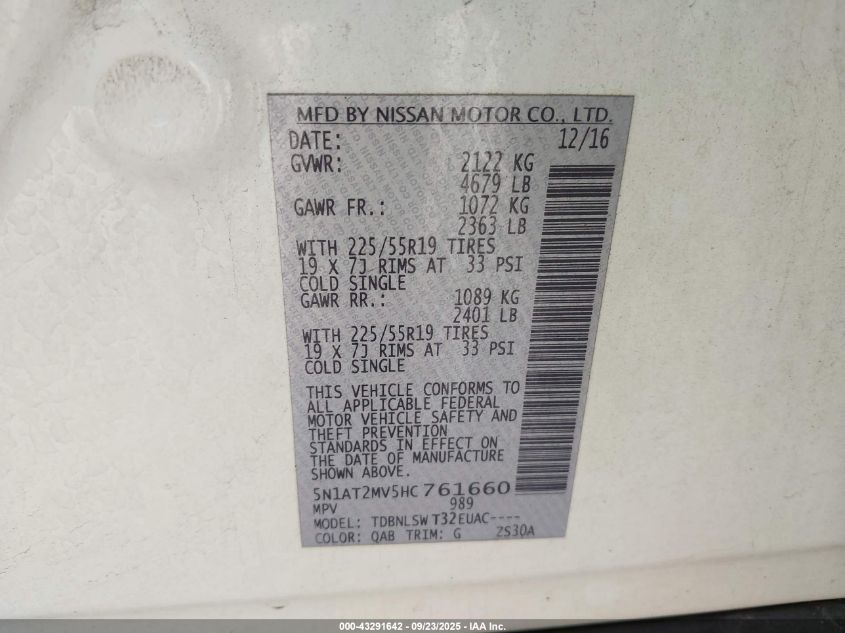 MFD BY NISSAN MOTOR CO., LTD.
DATE: 12/16
GVWR: 2122 KG
4679 LB
GAWR FR.: 1072 KG
2363 LB
WITH 225/55R19 TIRES
19 X 7J RIMS AT 33 PSI
COLD SINGLE
GAWR RR.: 1089 KG
2401 LB
WITH 225/55R19 TIRES
19 X 7J RIMS AT 33 PSI
COLD SINGLE
THIS VEHICLE CONFORMS TO
ALL APPLICABLE FEDERAL
MOTOR VEHICLE SAFETY AND
THEFT PREVENTION
STANDARDS IN EFFECT ON
THE DATE OF MANUFACTURE
SHOWN ABOVE.
5N1AT2MV5HC761660
MPV 989
MODEL: TDBNLSW T32EUAC----
COLOR: QAB TRIM: G 2S30A
000-43291642 - 09/23/2025 - IAA Inc.